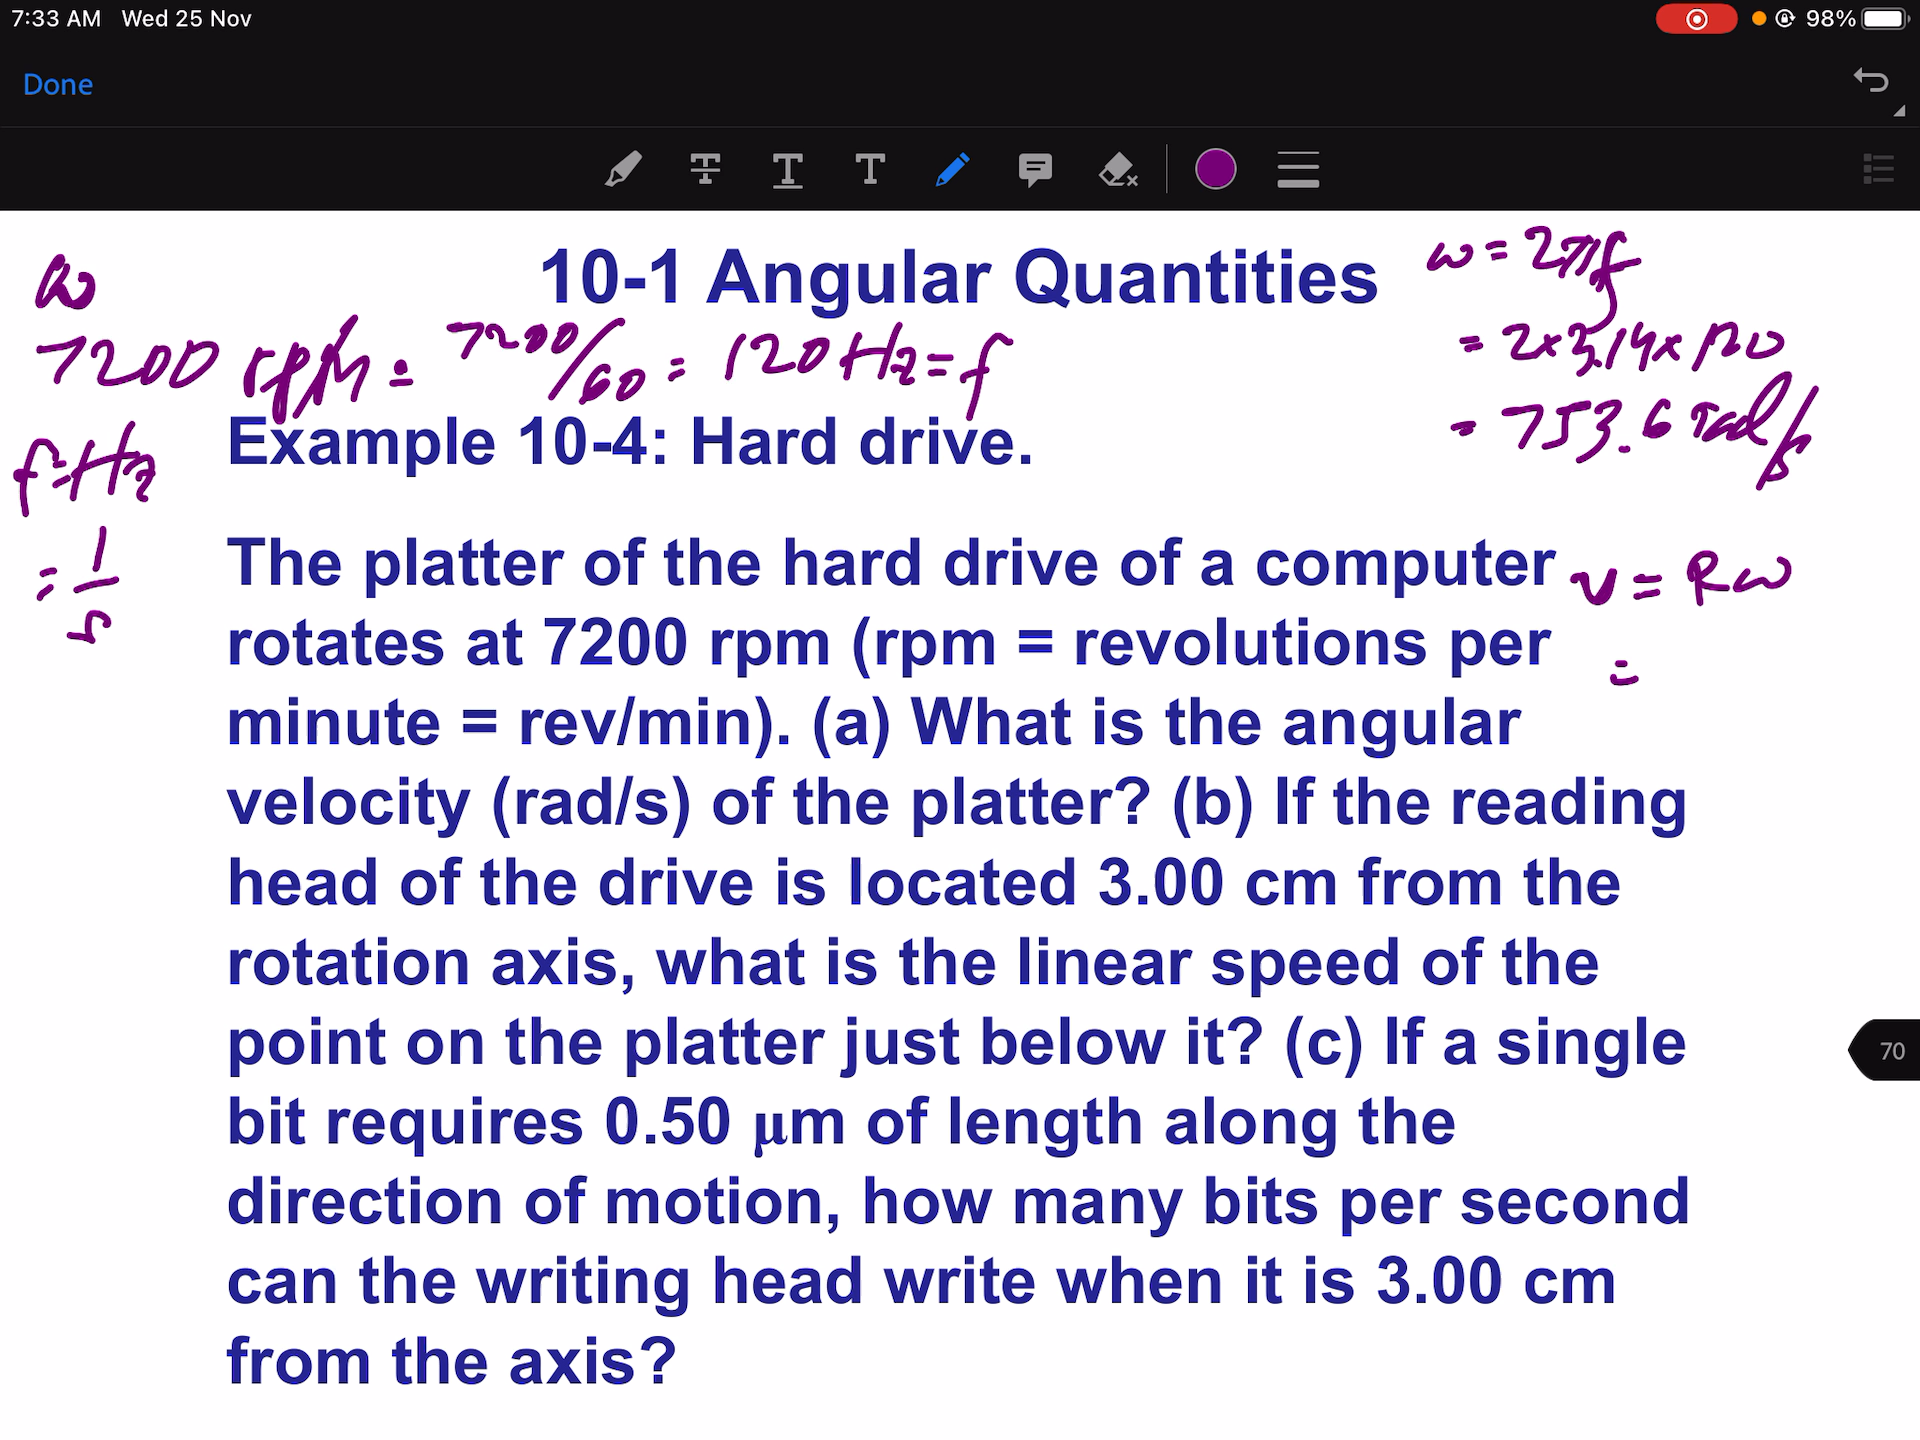 7:33 AM Wed 25 Nov
98%
Done
10-1 Angular Quantities
ω = 2πf
ω
7200 rpm = 7200/60 = 120 Hz = f
= 2x3.14x120
= 753.6 rad/s
f=Hz
Example 10-4: Hard drive.
= 1/s
The platter of the hard drive of a computer
v = Rω
rotates at 7200 rpm (rpm = revolutions per
=
minute = rev/min). (a) What is the angular
velocity (rad/s) of the platter? (b) If the reading
head of the drive is located 3.00 cm from the
rotation axis, what is the linear speed of the
point on the platter just below it? (c) If a single
bit requires 0.50 μm of length along the
direction of motion, how many bits per second
can the writing head write when it is 3.00 cm
from the axis?
70